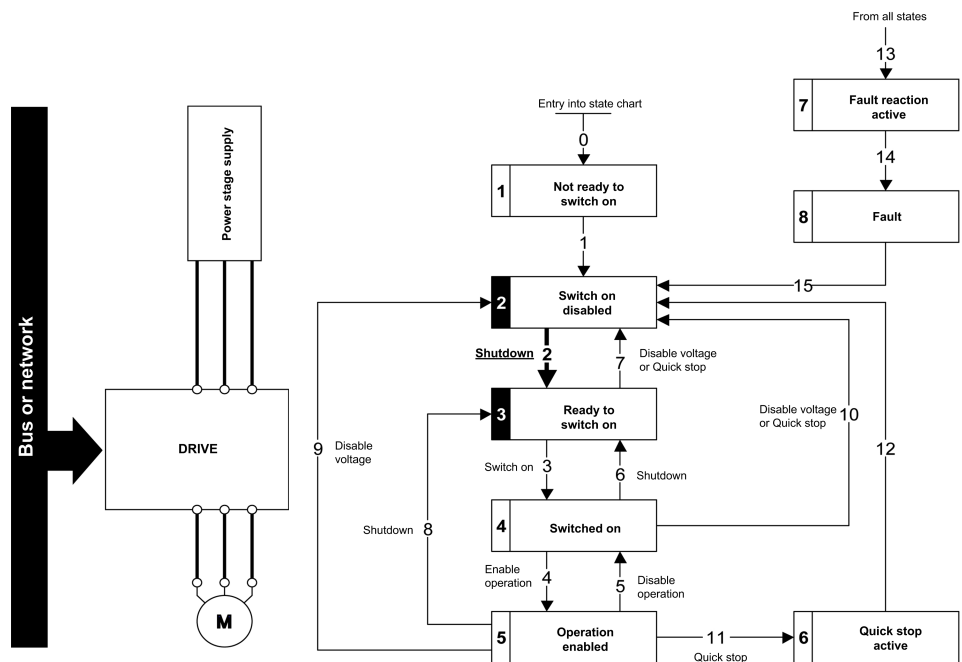 Bus or network
Power stage supply
DRIVE
M
From all states
13
7
Fault reaction
active
14
8
Fault
15
Entry into state chart
0
1
Not ready to
switch on
1
2
Switch on
disabled
Shutdown
2
7
Disable voltage
or Quick stop
3
Ready to
switch on
Switch on
3
6
Shutdown
4
Switched on
Enable
operation
4
5
Disable
operation
5
Operation
enabled
8
Shutdown
9
Disable
voltage
Disable voltage
or Quick stop
10
12
11
Quick stop
6
Quick stop
active